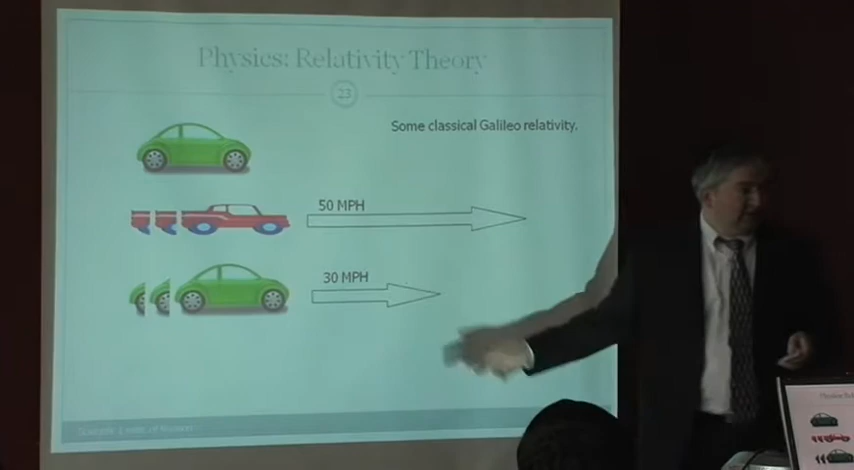 Physics: Relativity Theory
23
Some classical Galileo relativity.
50 MPH
30 MPH